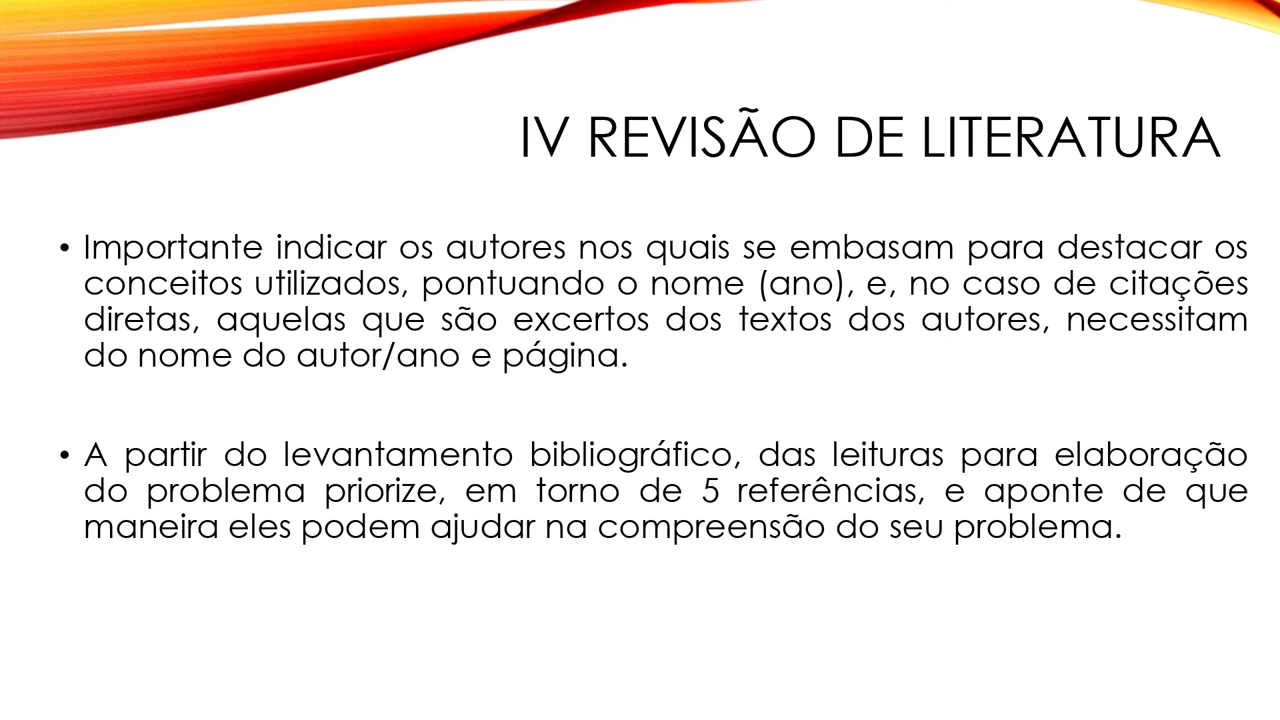 IV REVISÃO DE LITERATURA
• Importante indicar os autores nos quais se embasam para destacar os
conceitos utilizados, pontuando o nome (ano), e, no caso de citações
diretas, aquelas que são excertos dos textos dos autores, necessitam
do nome do autor/ano e página.
• A partir do levantamento bibliográfico, das leituras para elaboração
do problema priorize, em torno de 5 referências, e aponte de que
maneira eles podem ajudar na compreensão do seu problema.